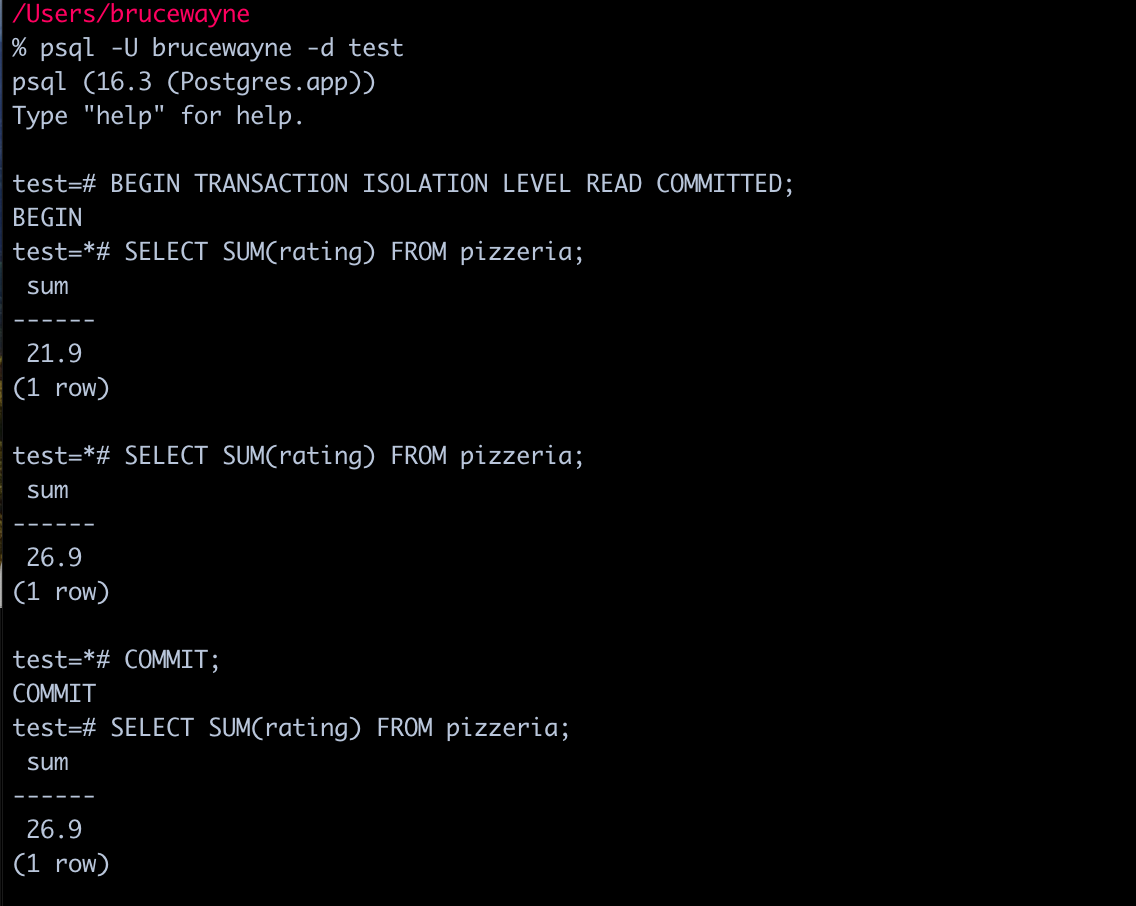 /Users/brucewayne
% psql -U brucewayne -d test
psql (16.3 (Postgres.app))
Type "help" for help.
test=# BEGIN TRANSACTION ISOLATION LEVEL READ COMMITTED;
BEGIN
test=*# SELECT SUM(rating) FROM pizzeria;
sum
------
21.9
(1 row)
test=*# SELECT SUM(rating) FROM pizzeria;
sum
------
26.9
(1 row)
test=*# COMMIT;
COMMIT
test=# SELECT SUM(rating) FROM pizzeria;
sum
------
26.9
(1 row)